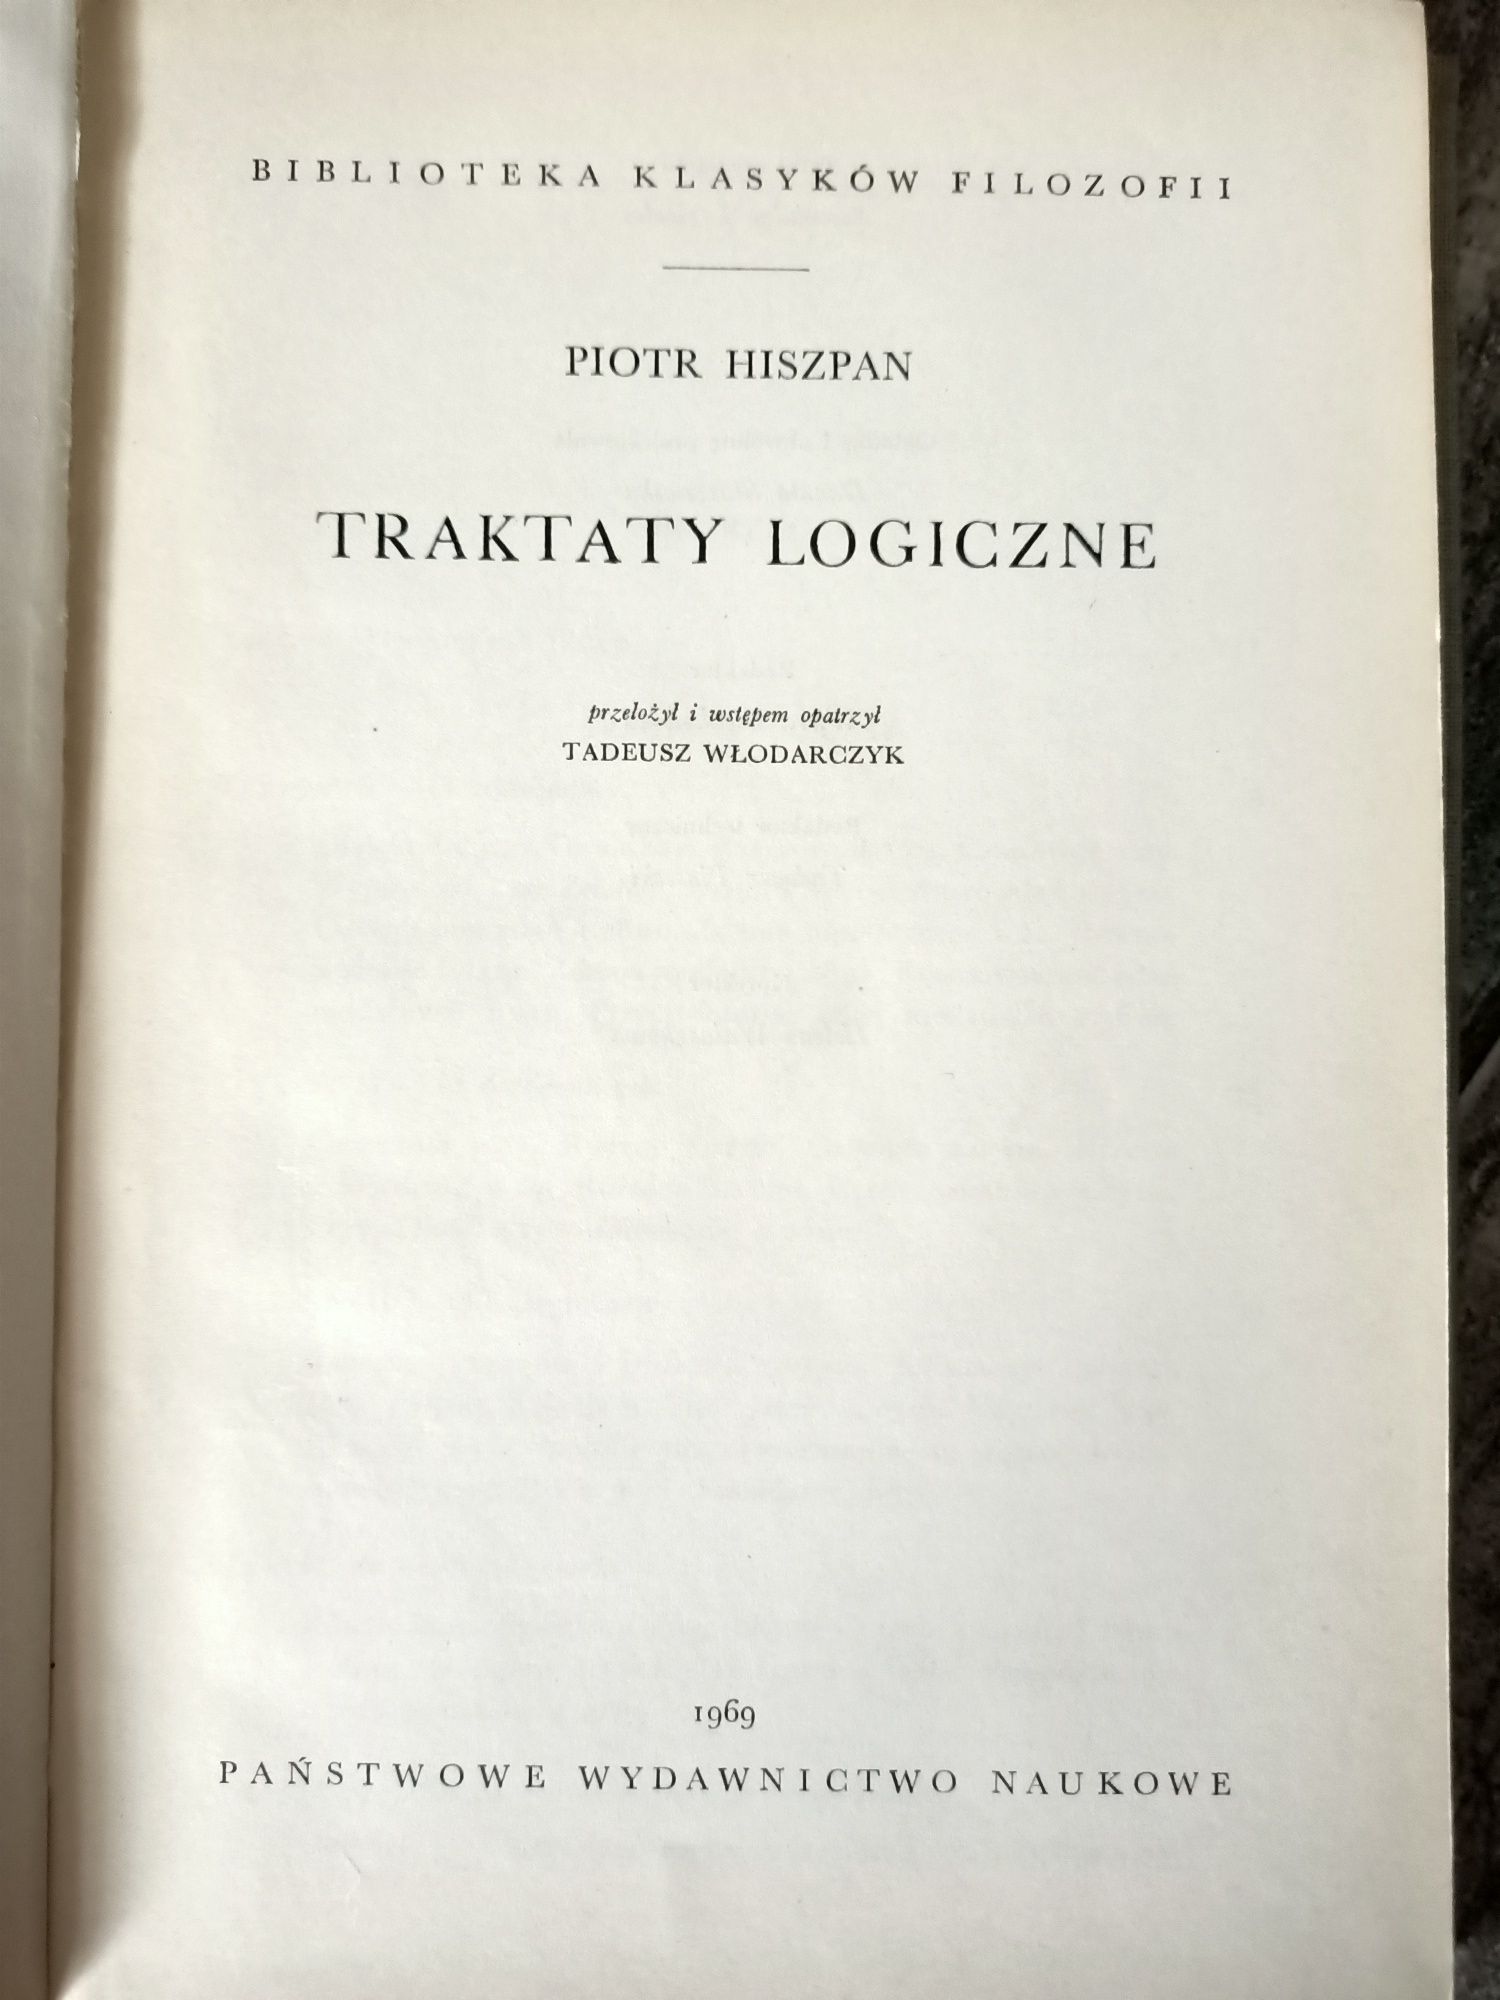 BIBLIOTEKA KLASYKÓW FILOZOFII
PIOTR HISZPAN
TRAKTATY LOGICZNE
przełożył i wstępem opatrzył
TADEUSZ WŁODARCZYK
1969
PAŃSTWOWE WYDAWNICTWO NAUKOWE